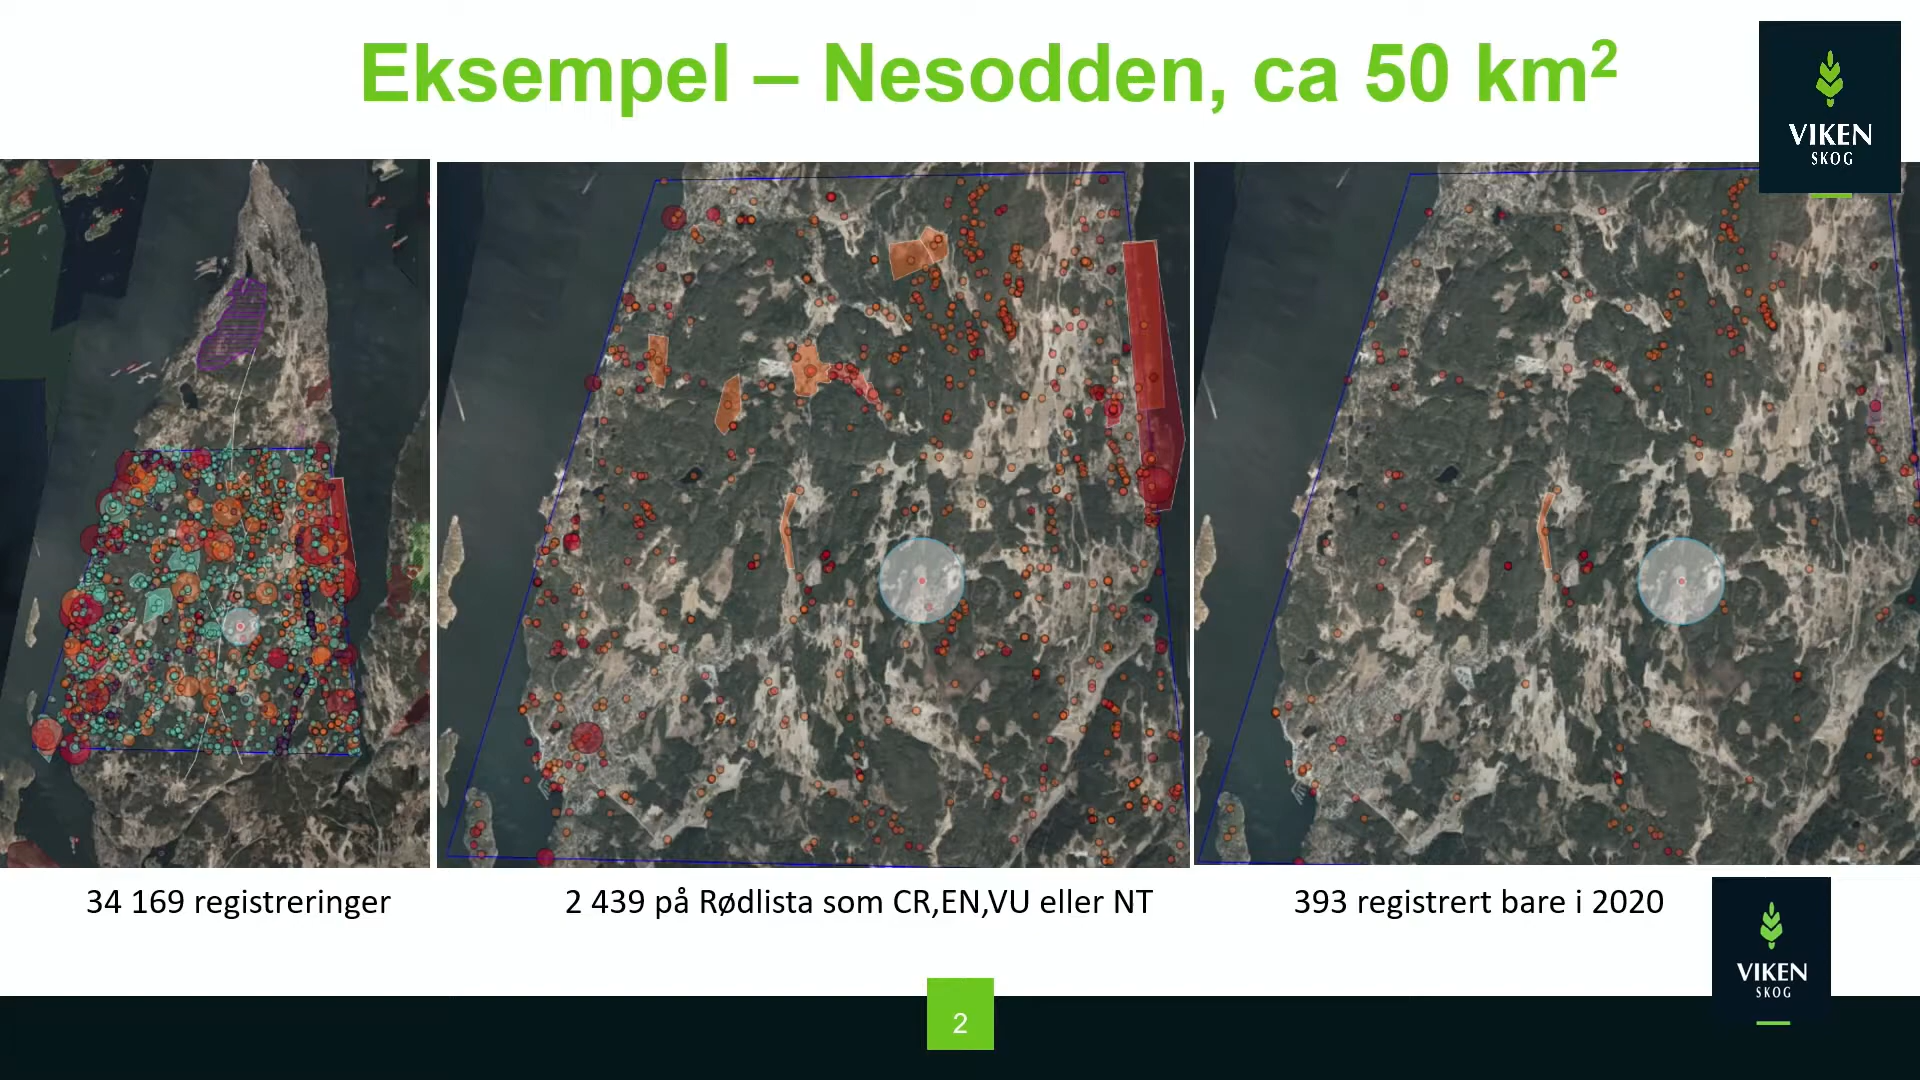 Eksempel – Nesodden, ca 50 km²
VIKEN
SKOG
34 169 registreringer
2 439 på Rødlista som CR,EN,VU eller NT
393 registrert bare i 2020
VIKEN
SKOG
2